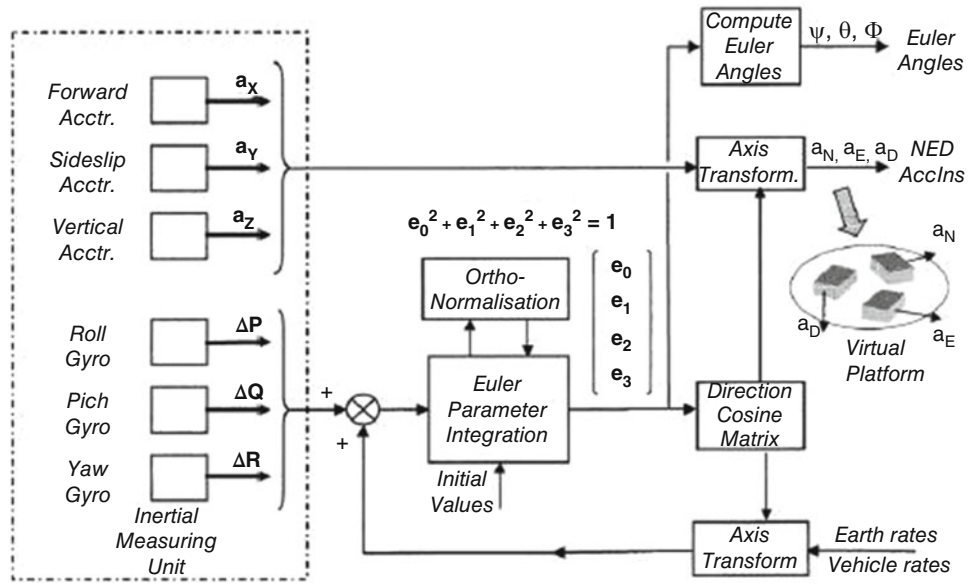 Forward
Acctr.
a_X
Sideslip
Acctr.
a_Y
Vertical
Acctr.
a_Z
Roll
Gyro
ΔP
Pich
Gyro
ΔQ
Yaw
Gyro
ΔR
Inertial
Measuring
Unit
+
+
e_0^2 + e_1^2 + e_2^2 + e_3^2 = 1
Ortho-
Normalisation
Euler
Parameter
Integration
Initial
Values
e_0
e_1
e_2
e_3
Compute
Euler
Angles
ψ, θ, Φ
Euler
Angles
Axis
Transform.
a_N, a_E, a_D
NED
AccIns
a_N
a_D
a_E
Virtual
Platform
Direction
Cosine
Matrix
Axis
Transform
Earth rates
Vehicle rates